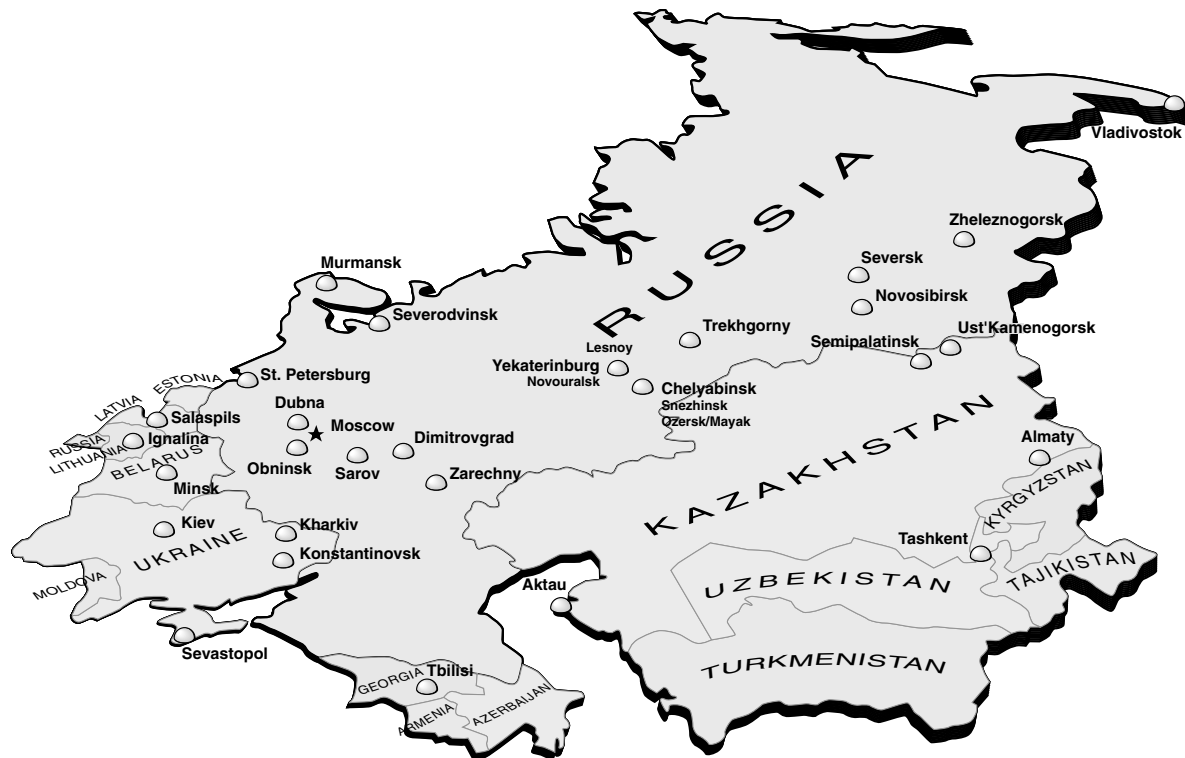 Vladivostok
RUSSIA
Zheleznogorsk
Murmansk
Seversk
Severodvinsk
Novosibirsk
Trekhgorny
Ust'Kamenogorsk
Semipalatinsk
Lesnoy
Yekaterinburg
Novouralsk
St. Petersburg
ESTONIA
Chelyabinsk
Snezhinsk
Ozersk/Mayak
LATVIA
Salaspils
Dubna
Moscow
RUSSIA
Ignalina
LITHUANIA
Dimitrovgrad
KAZAKHSTAN
Almaty
BELARUS
Obninsk
Sarov
Zarechny
Minsk
KYRGYZSTAN
Kiev
Kharkiv
UKRAINE
Konstantinovsk
Tashkent
MOLDOVA
Aktau
UZBEKISTAN
TAJIKISTAN
Sevastopol
TURKMENISTAN
GEORGIA
Tbilisi
ARMENIA
AZERBAIJAN